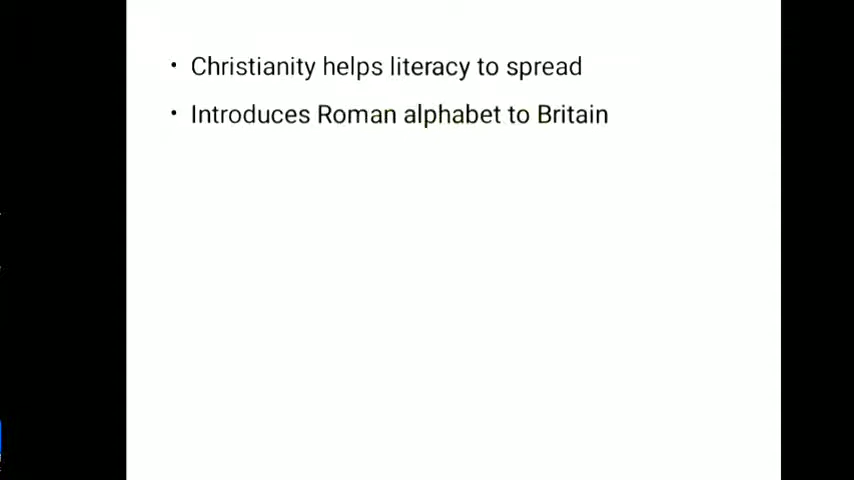 • Christianity helps literacy to spread
• Introduces Roman alphabet to Britain